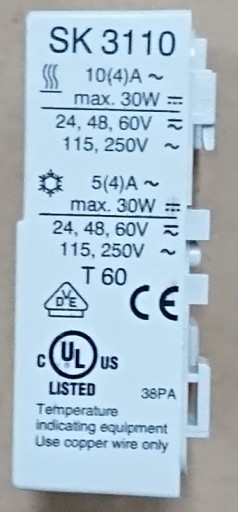 SK 3110
10(4)A ~
max. 30W ⎓
24, 48, 60V ≂
115, 250V ~
5(4)A ~
max. 30W ⎓
24, 48, 60V ≂
115, 250V ~
T 60
DVE CE
C UL US
LISTED 38PA
Temperature
indicating equipment
Use copper wire only